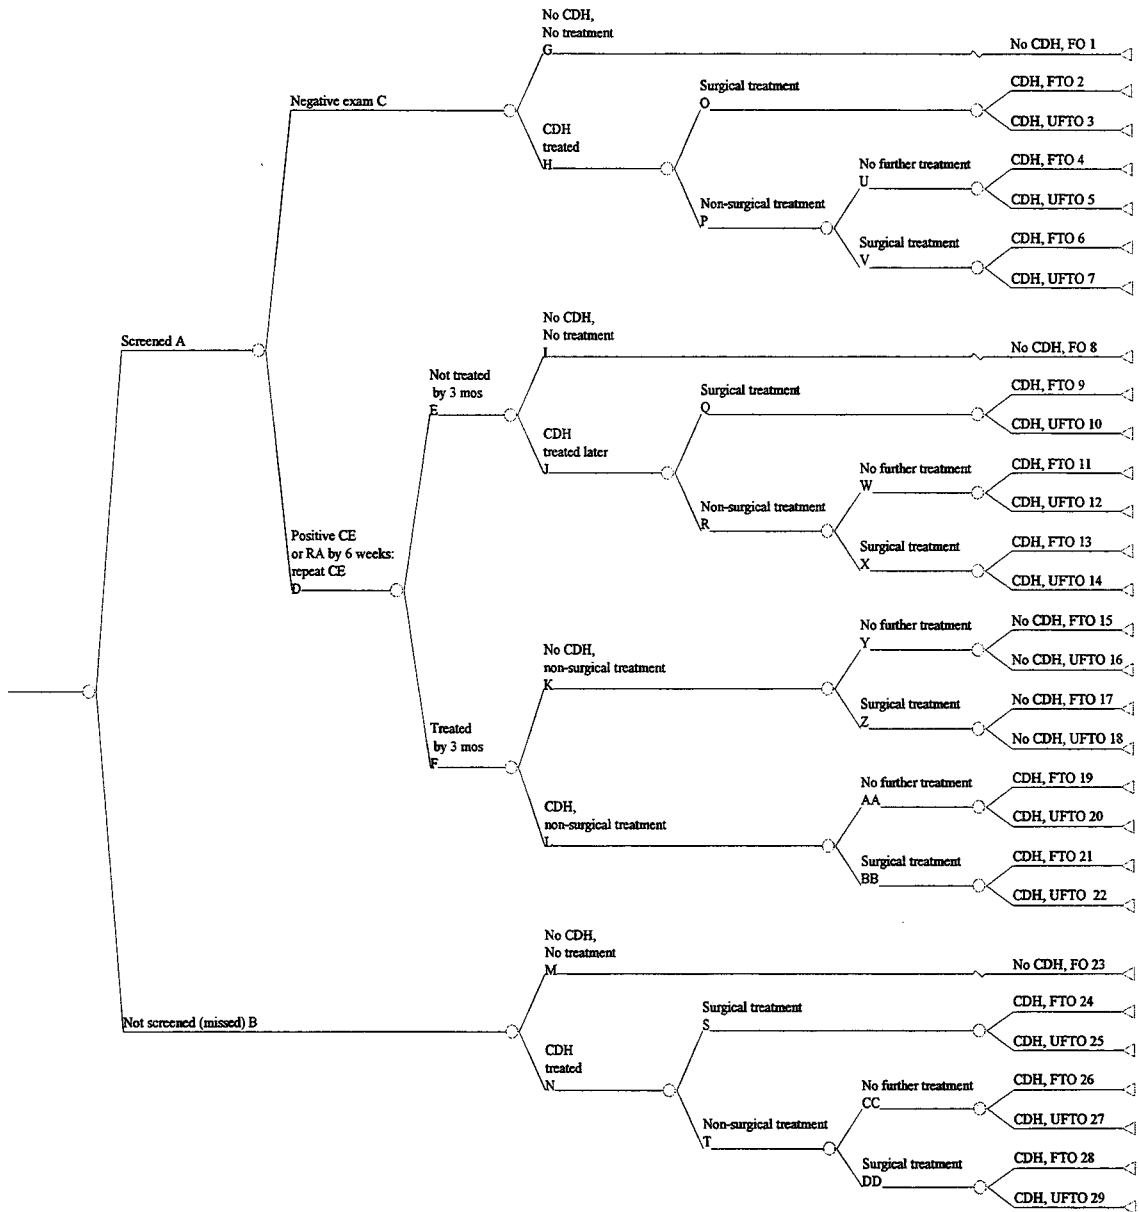 No CDH,
No treatment
G
No CDH, FO 1
Negative exam C
Surgical treatment
O
CDH, FTO 2
CDH, UFTO 3
CDH
treated
H
No further treatment
U
CDH, FTO 4
CDH, UFTO 5
Non-surgical treatment
P
Surgical treatment
V
CDH, FTO 6
CDH, UFTO 7
Screened A
No CDH,
No treatment
I
No CDH, FO 8
Not treated
by 3 mos
E
Surgical treatment
Q
CDH, FTO 9
CDH, UFTO 10
CDH
treated later
J
No further treatment
W
CDH, FTO 11
CDH, UFTO 12
Non-surgical treatment
R
Surgical treatment
X
CDH, FTO 13
CDH, UFTO 14
Positive CE
or RA by 6 weeks:
repeat CE
D
No CDH,
non-surgical treatment
K
No further treatment
Y
No CDH, FTO 15
No CDH, UFTO 16
Surgical treatment
Z
No CDH, FTO 17
No CDH, UFTO 18
Treated
by 3 mos
F
CDH,
non-surgical treatment
L
No further treatment
AA
CDH, FTO 19
CDH, UFTO 20
Surgical treatment
BB
CDH, FTO 21
CDH, UFTO 22
Not screened (missed) B
No CDH,
No treatment
M
No CDH, FO 23
CDH
treated
N
Surgical treatment
S
CDH, FTO 24
CDH, UFTO 25
Non-surgical treatment
T
No further treatment
CC
CDH, FTO 26
CDH, UFTO 27
Surgical treatment
DD
CDH, FTO 28
CDH, UFTO 29